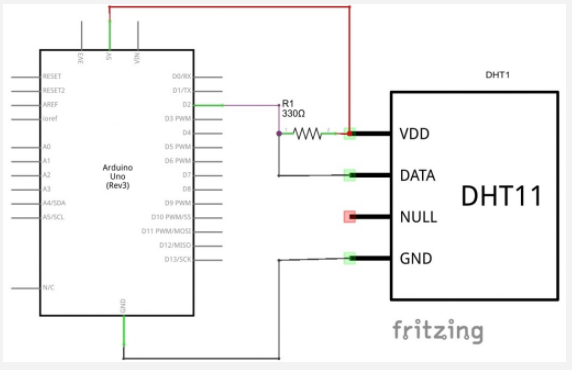 3V3
5V
VIN
RESET
RESET2
AREF
ioref
A0
A1
A2
A3
A4/SDA
A5/SCL
N/C
Arduino
Uno
(Rev3)
D0/RX
D1/TX
D2
D3 PWM
D4
D5 PWM
D6 PWM
D7
D8
D9 PWM
D10 PWM/SS
D11 PWM/MOSI
D12/MISO
D13/SCK
GND
R1
330Ω
DHT1
VDD
DATA
NULL
GND
DHT11
fritzing